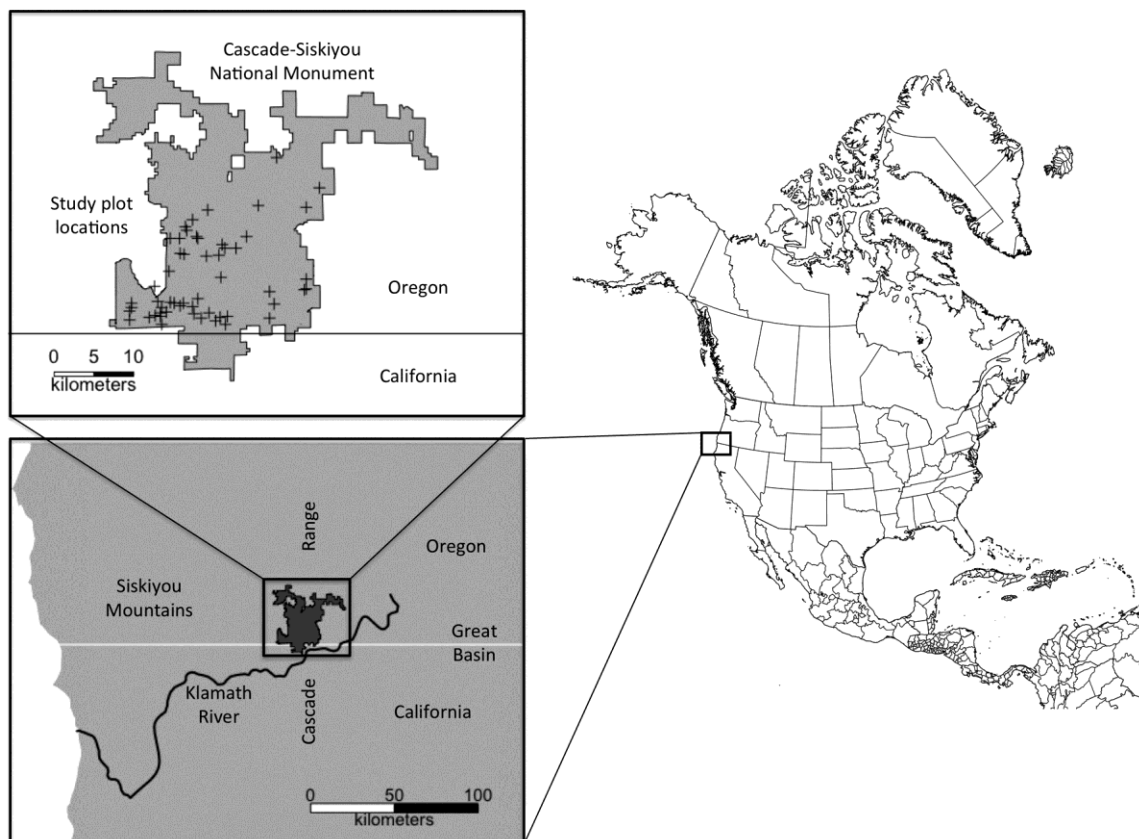 Cascade-Siskiyou
National Monument
Study plot
locations
Oregon
0 5 10
kilometers
California
Range
Oregon
Siskiyou
Mountains
Great
Basin
Klamath
River
Cascade
California
0 50 100
kilometers